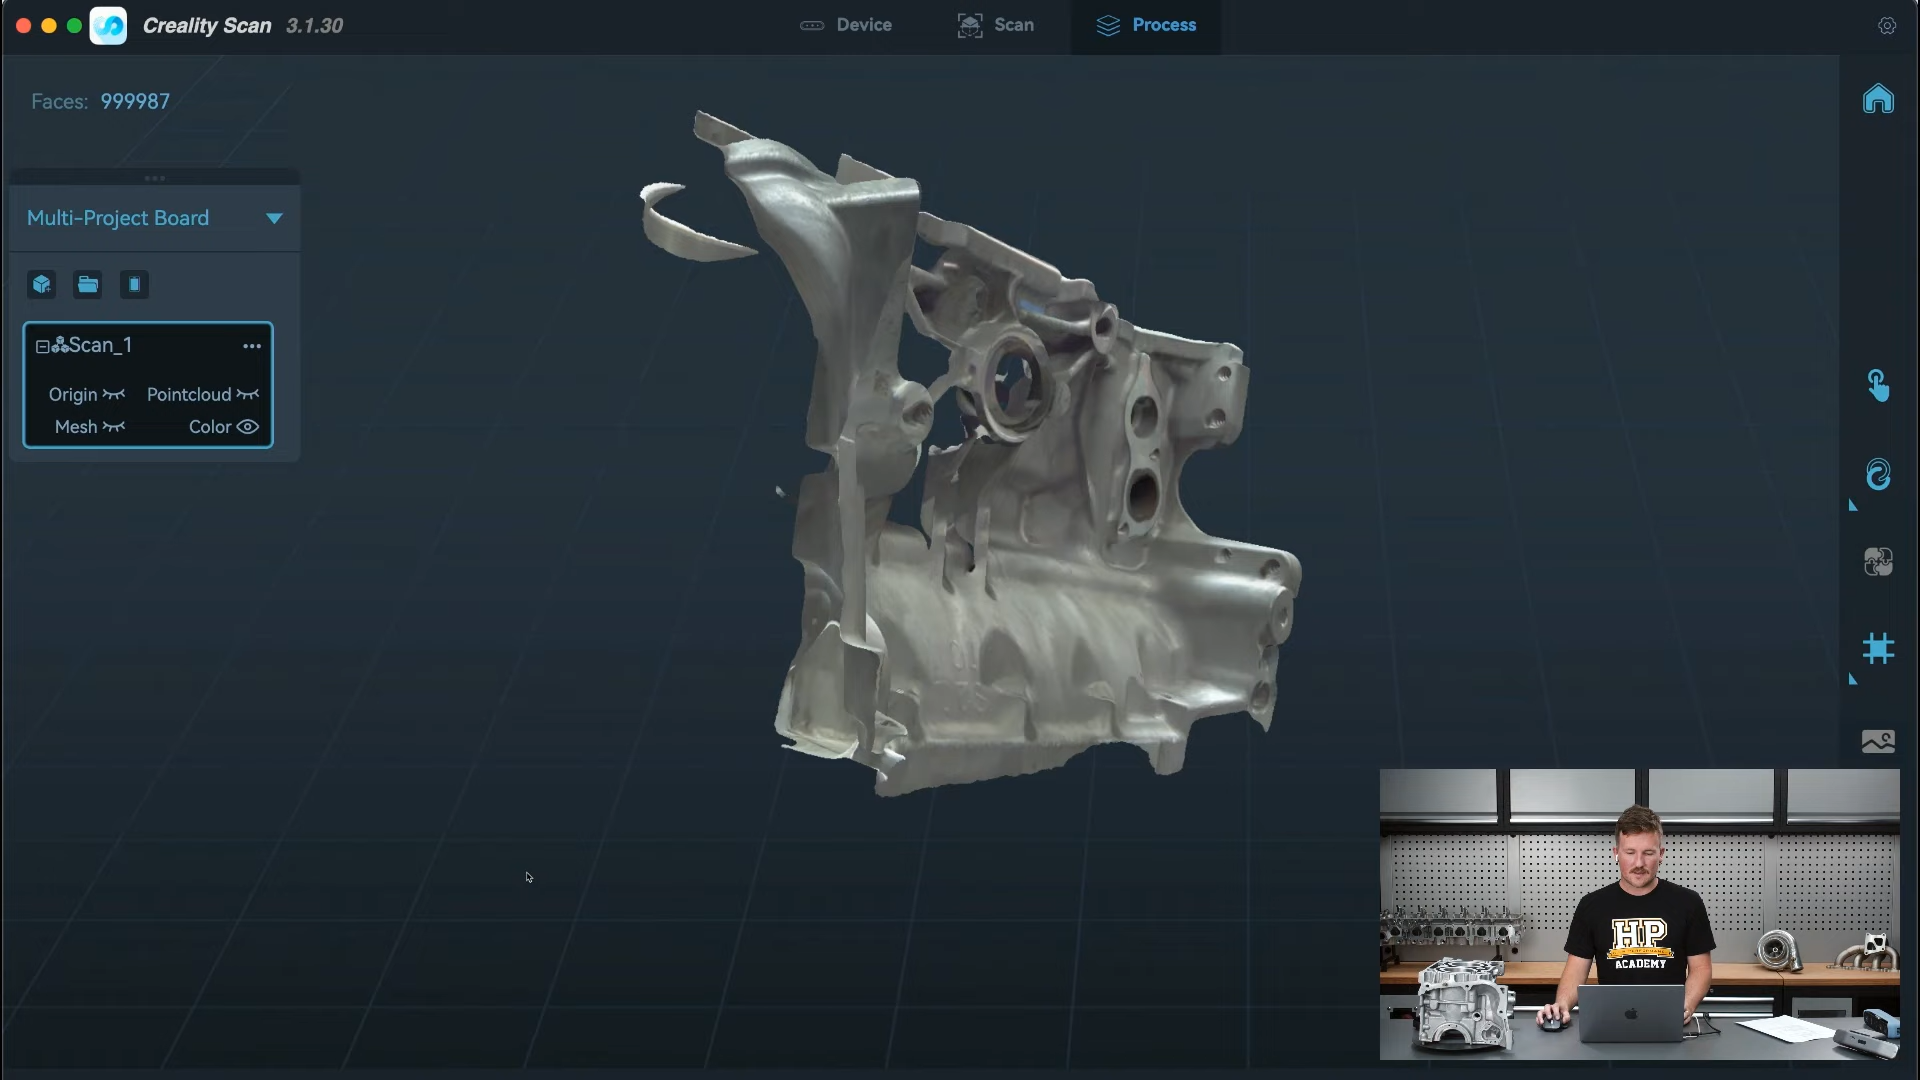 Creality Scan 3.1.30
Device
Scan
Process
Faces: 999987
Multi-Project Board
Scan_1
Origin
Pointcloud
Mesh
Color
HP
ACADEMY